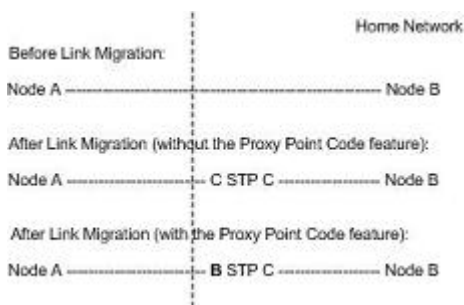 Home Network
Before Link Migration:
Node A ---------------------------------------- Node B
After Link Migration (without the Proxy Point Code feature):
Node A ------------------ C STP C ------------- Node B
After Link Migration (with the Proxy Point Code feature):
Node A ------------------ B STP C ------------- Node B